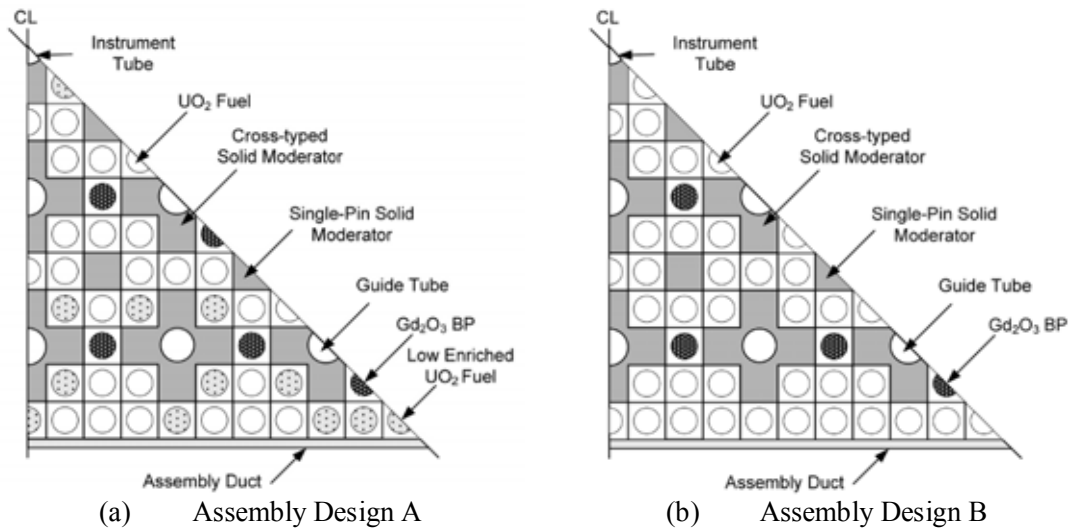 CL
Instrument
Tube
UO₂ Fuel
Cross-typed
Solid Moderator
Single-Pin Solid
Moderator
Guide Tube
Gd₂O₃ BP
Low Enriched
UO₂ Fuel
Assembly Duct
(a) Assembly Design A
CL
Instrument
Tube
UO₂ Fuel
Cross-typed
Solid Moderator
Single-Pin Solid
Moderator
Guide Tube
Gd₂O₃ BP
Assembly Duct
(b) Assembly Design B